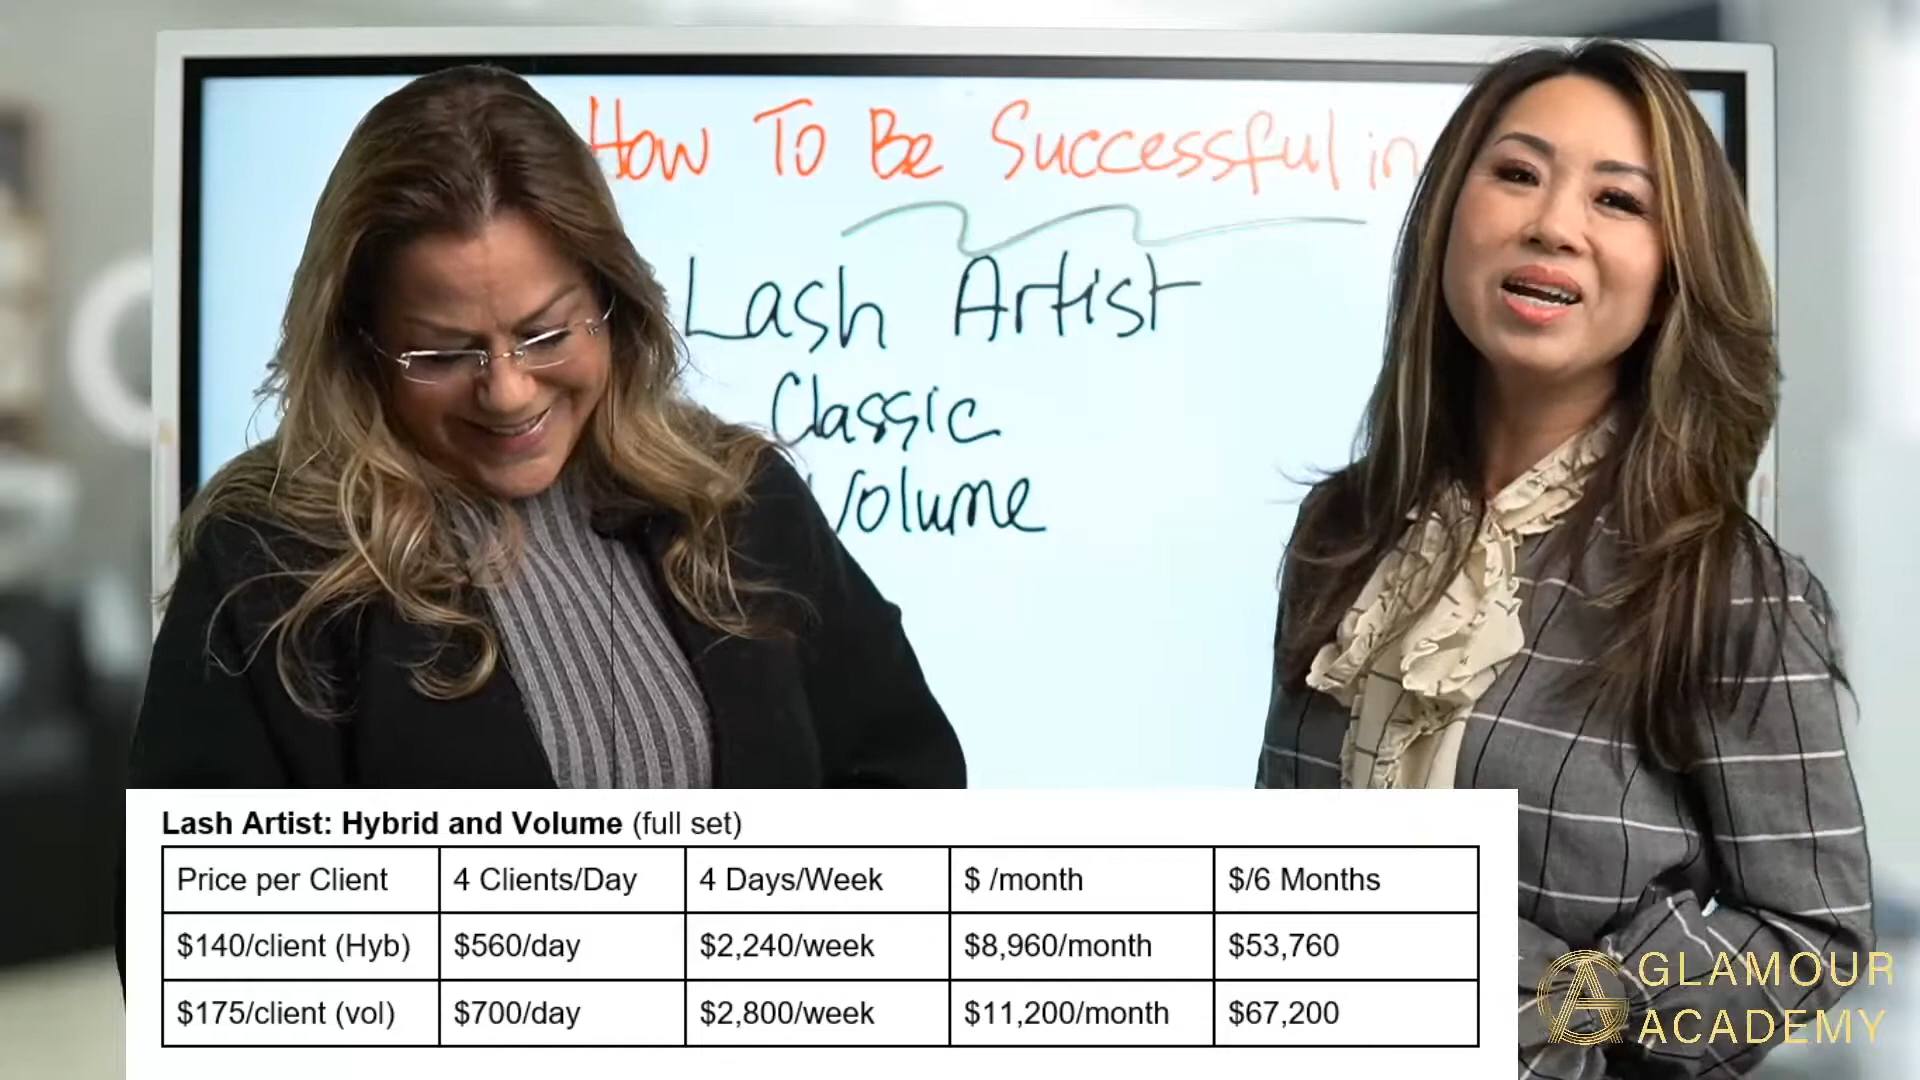 How To Be Successful in
Lash Artist
Classic
Volume
Lash Artist: Hybrid and Volume (full set)
Price per Client 4 Clients/Day 4 Days/Week $ /month $/6 Months
$140/client (Hyb) $560/day $2,240/week $8,960/month $53,760
$175/client (vol) $700/day $2,800/week $11,200/month $67,200
GLAMOUR
ACADEMY